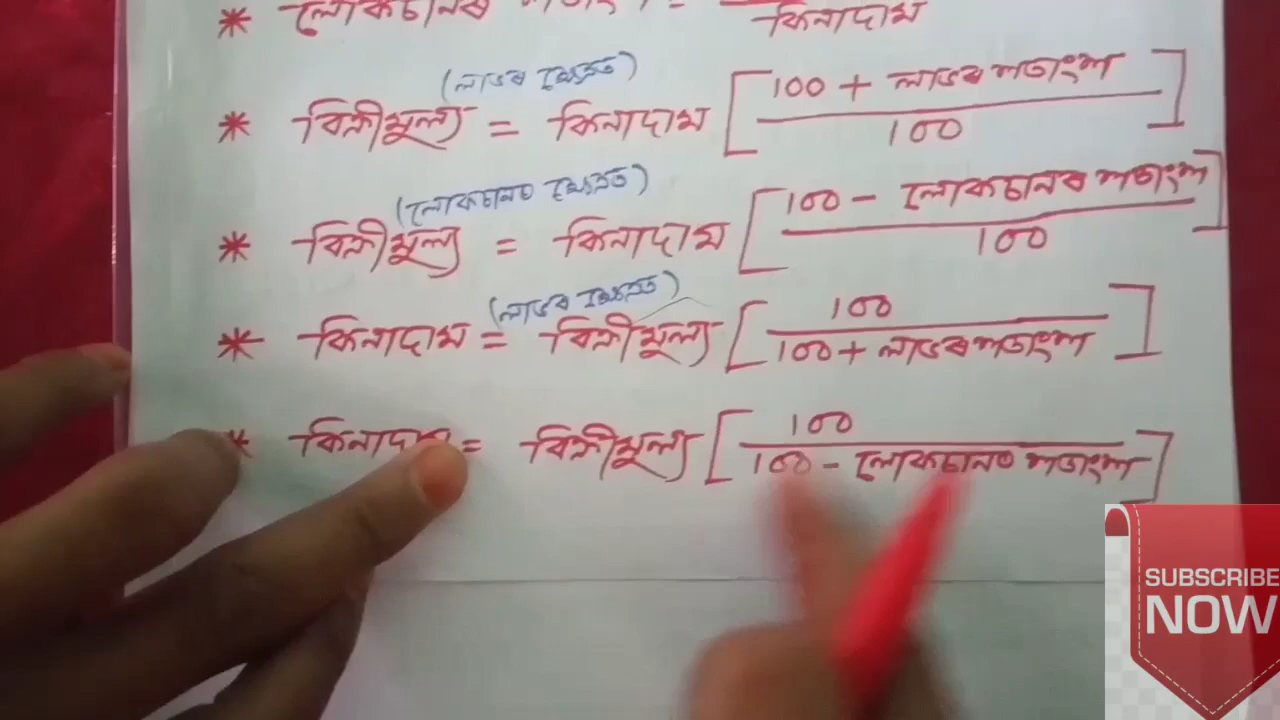 * লোকচানৰ শতাংশ =
কিনাদাম
(লাভৰ ক্ষেত্ৰত)
* বিক্ৰীমূল্য = কিনাদাম [100 + লাভৰ শতাংশ / 100]
(লোকচানৰ ক্ষেত্ৰত)
* বিক্ৰীমূল্য = কিনাদাম [100 - লোকচানৰ শতাংশ / 100]
(লাভৰ ক্ষেত্ৰত)
* কিনাদাম = বিক্ৰীমূল্য [100 / 100 + লাভৰ শতাংশ]
* কিনাদাম = বিক্ৰীমূল্য [100 / 100 - লোকচানৰ শতাংশ]
SUBSCRIBE
NOW